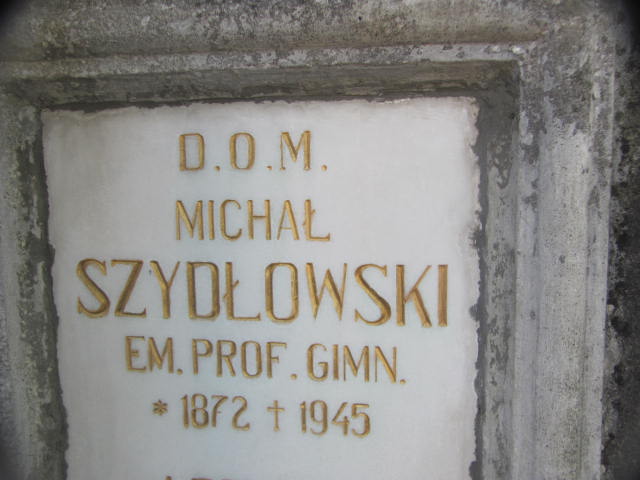 D.O.M.
MICHAŁ
SZYDŁOWSKI
EM. PROF. GIMN.
* 1872 † 1945